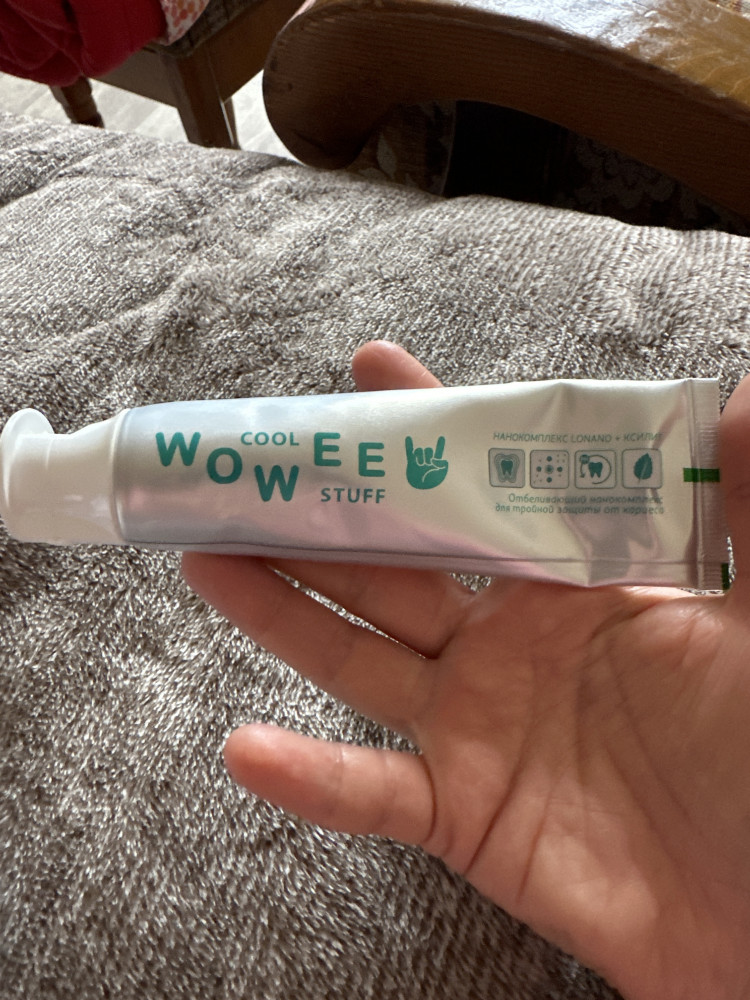 COOL
WOWEE
STUFF
НАНОКОМПЛЕКС LONANO + КСИЛИТ
Отбеливающий нанокомплекс
для тройной защиты от кариеса